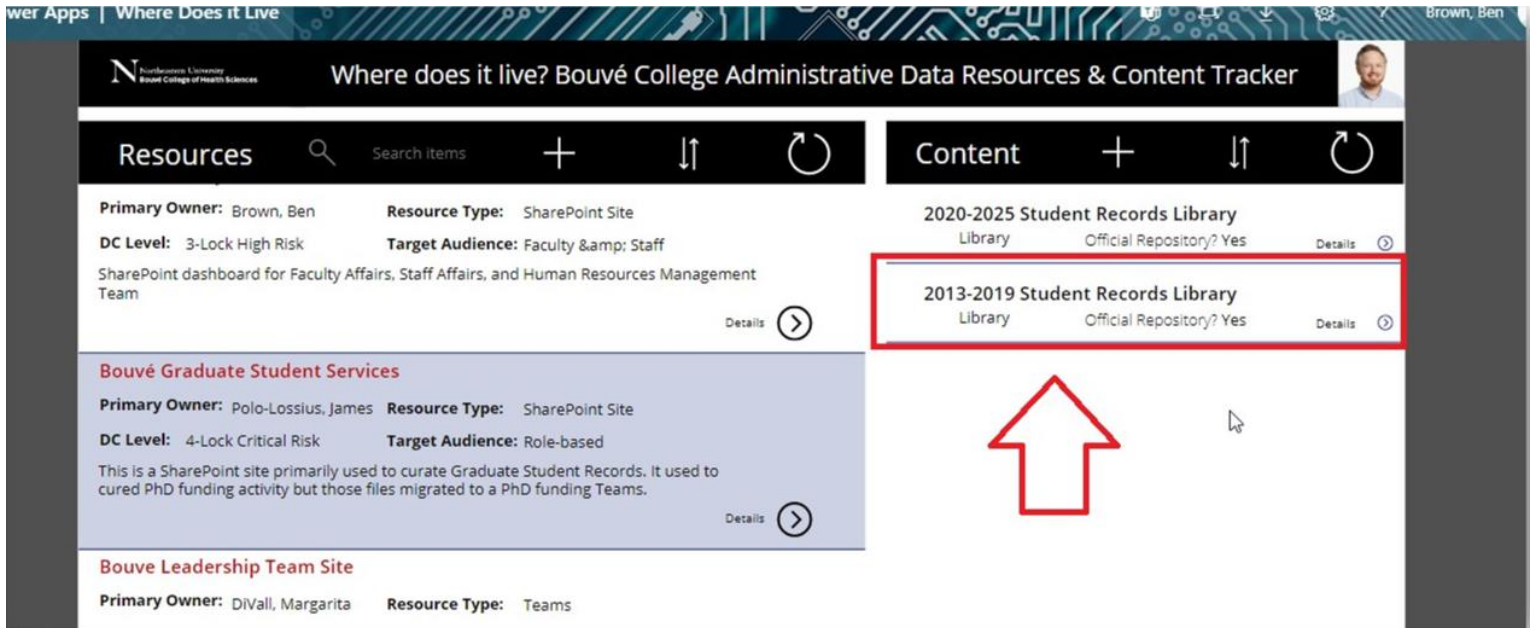 wer Apps | Where Does it Live
? Brown, Ben
N Northeastern University
Bouvé College of Health Sciences
Where does it live? Bouvé College Administrative Data Resources & Content Tracker
Resources
Search items
Primary Owner: Brown, Ben Resource Type: SharePoint Site
DC Level: 3-Lock High Risk Target Audience: Faculty &amp; Staff
SharePoint dashboard for Faculty Affairs, Staff Affairs, and Human Resources Management
Team
Details
Bouvé Graduate Student Services
Primary Owner: Polo-Lossius, James Resource Type: SharePoint Site
DC Level: 4-Lock Critical Risk Target Audience: Role-based
This is a SharePoint site primarily used to curate Graduate Student Records. It used to
cured PhD funding activity but those files migrated to a PhD funding Teams.
Details
Bouve Leadership Team Site
Primary Owner: DiVall, Margarita Resource Type: Teams
Content
2020-2025 Student Records Library
Library Official Repository? Yes Details
2013-2019 Student Records Library
Library Official Repository? Yes Details